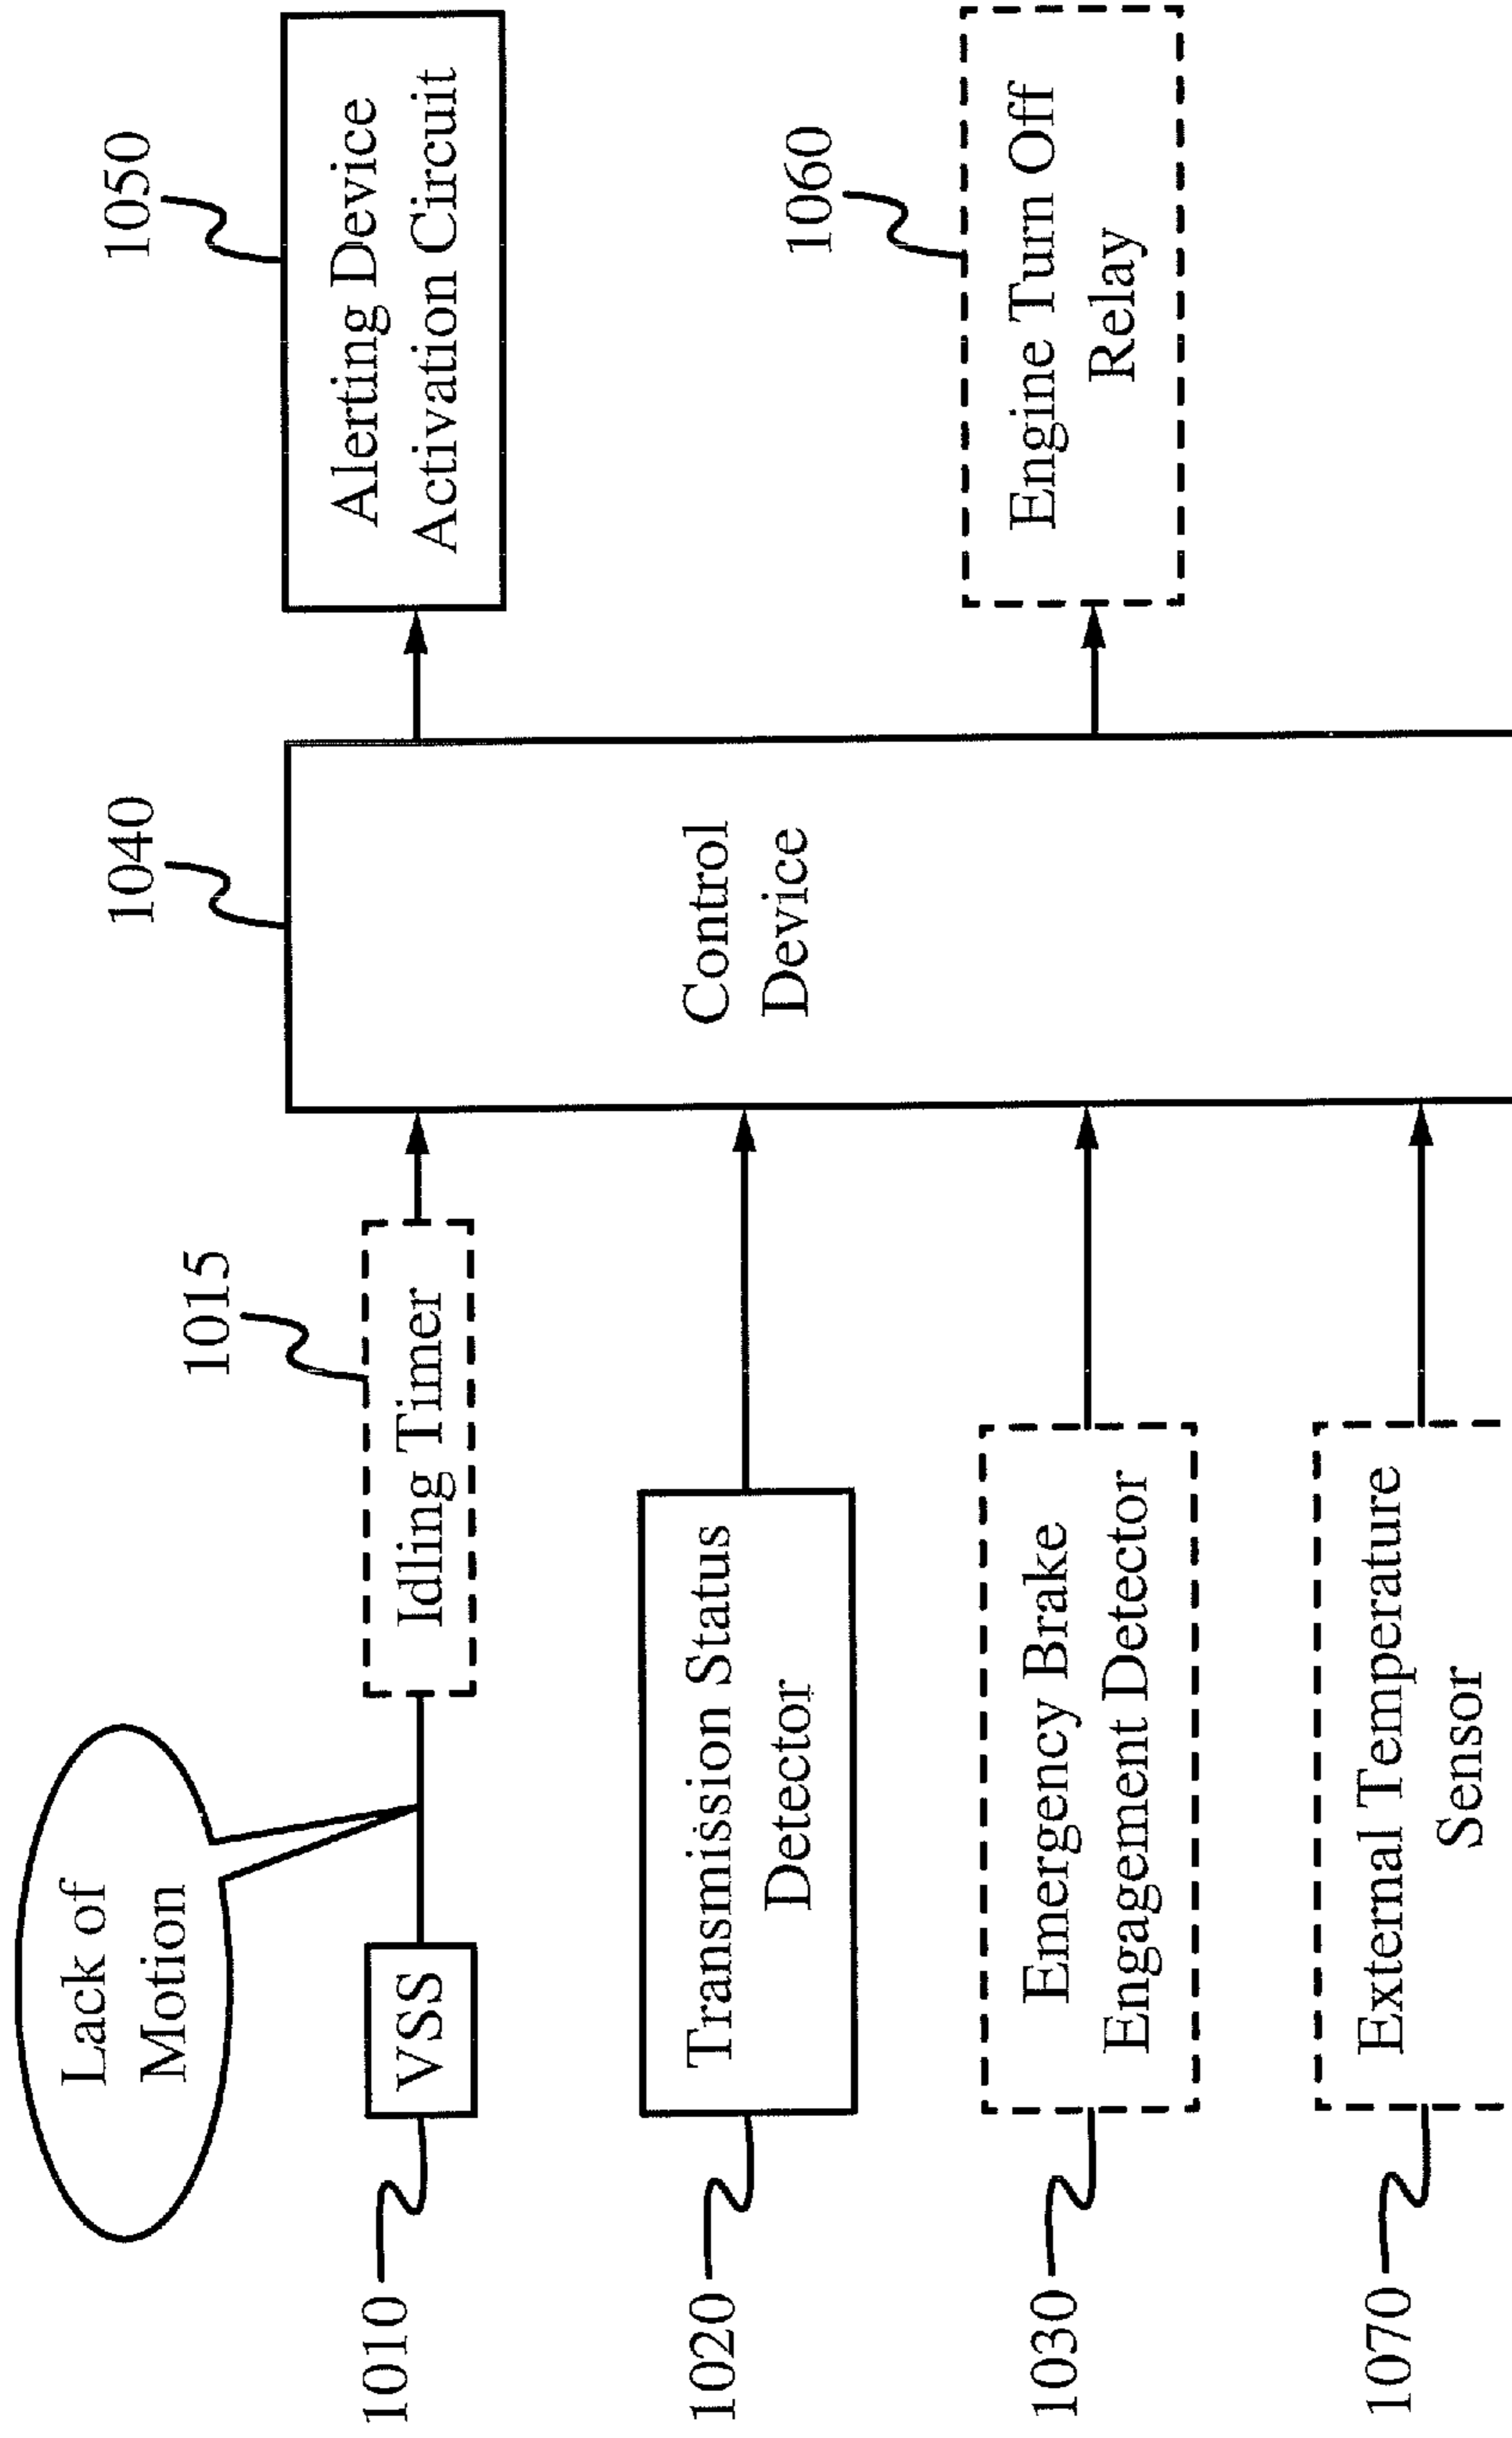 Lack of
Motion
1010
VSS
1015
Idling Timer
1040
Control
Device
1050
Alerting Device
Activation Circuit
1020
Transmission Status
Detector
1030
Emergency Brake
Engagement Detector
1060
Engine Turn Off
Relay
1070
External Temperature
Sensor